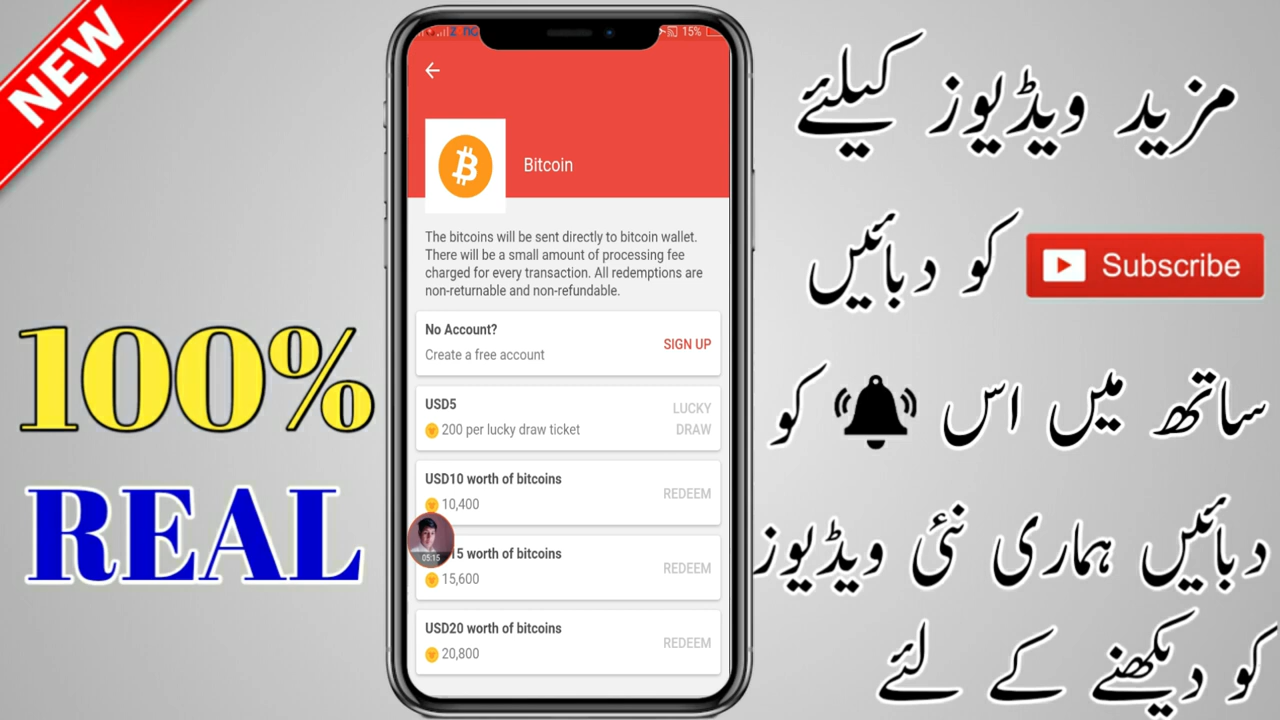 NEW
100%
REAL
ZONG
15%
Bitcoin
The bitcoins will be sent directly to bitcoin wallet.
There will be a small amount of processing fee
charged for every transaction. All redemptions are
non-returnable and non-refundable.
No Account?
Create a free account
SIGN UP
USD5
200 per lucky draw ticket
LUCKY
DRAW
USD10 worth of bitcoins
10,400
REDEEM
15 worth of bitcoins
15,600
REDEEM
05:15
USD20 worth of bitcoins
20,800
REDEEM
مزید ویڈیوز کیلئے
Subscribe کو دبائیں
ساتھ میں اس کو
دبائیں ہماری نئی ویڈیوز
کو دیکھنے کے لئے